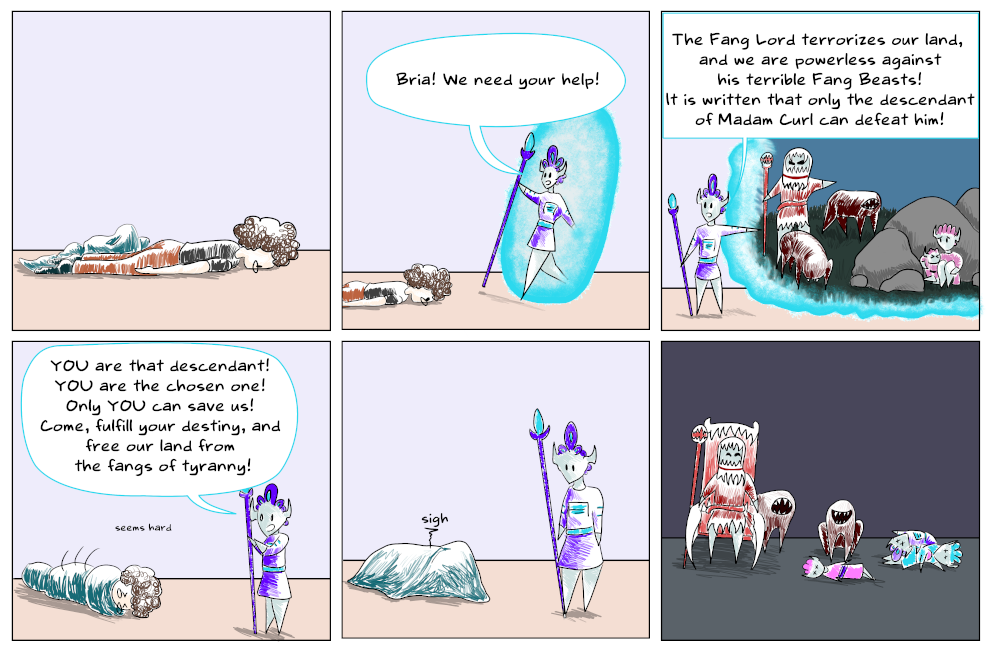 Bria! We need your help!
The Fang Lord terrorizes our land,
and we are powerless against
his terrible Fang Beasts!
It is written that only the descendant
of Madam Curl can defeat him!
YOU are that descendant!
YOU are the chosen one!
Only YOU can save us!
Come, fulfill your destiny, and
free our land from
the fangs of tyranny!
seems hard
sigh